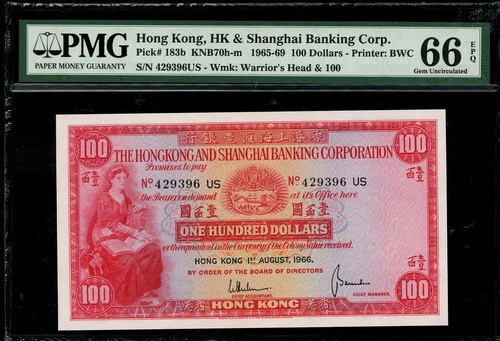 PMG
PAPER MONEY GUARANTY
Hong Kong, HK & Shanghai Banking Corp.
Pick# 183b KNB70h-m 1965-69 100 Dollars - Printer: BWC
S/N 429396US - Wmk: Warrior's Head & 100
66 EPQ
Gem Uncirculated
行銀豐滙海上港香
100 100
THE HONGKONG AND SHANGHAI BANKING CORPORATION
Promises to pay
百壹 壹百
Nº 429396 US Nº 429396 US
the Bearer on demand at its Office here
圓 圓百壹
ONE HUNDRED DOLLARS
or the equivalent in the Currency of the Colony, value received.
HONG KONG 1ST AUGUST, 1966.
BY ORDER OF THE BOARD OF DIRECTORS
壹百
CHIEF ACCOUNTANT. CHIEF MANAGER.
100 港香 HONG KONG 港香 100